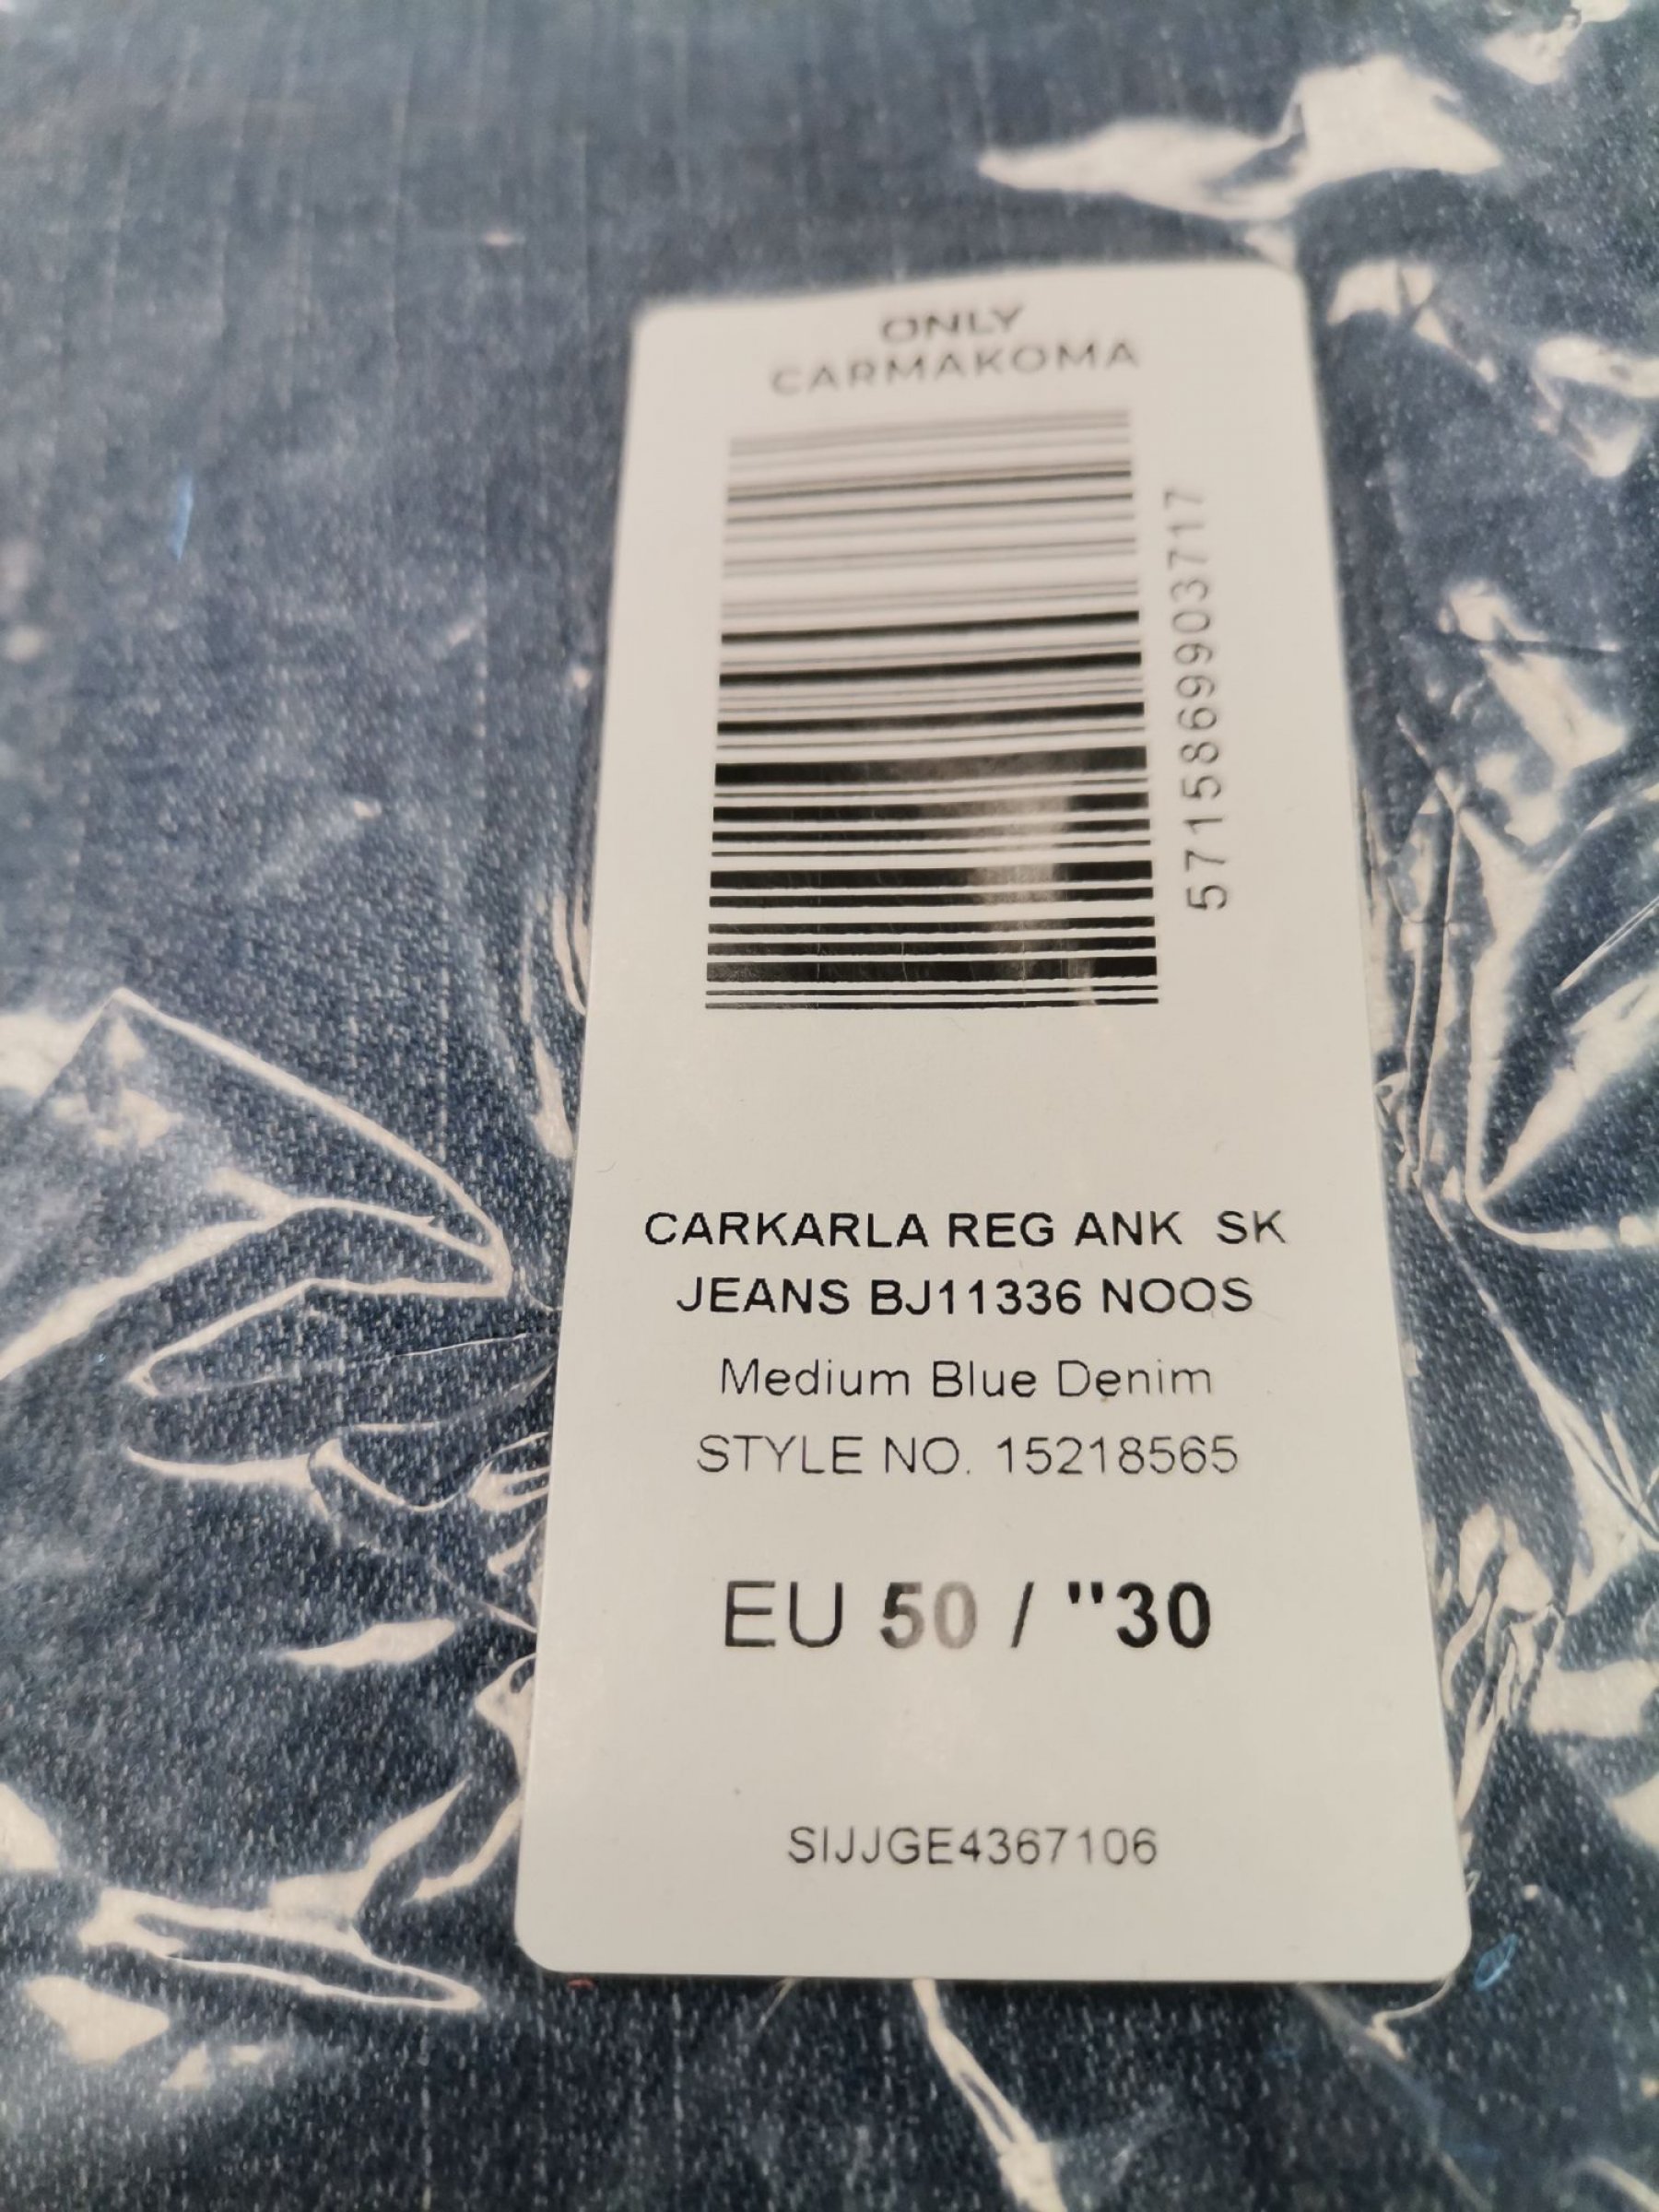 ONLY
CARMAKOMA
5715869903717
CARKARLA REG ANK SK
JEANS BJ11336 NOOS
Medium Blue Denim
STYLE NO. 15218565
EU 50 / "30
SIJJGE4367106